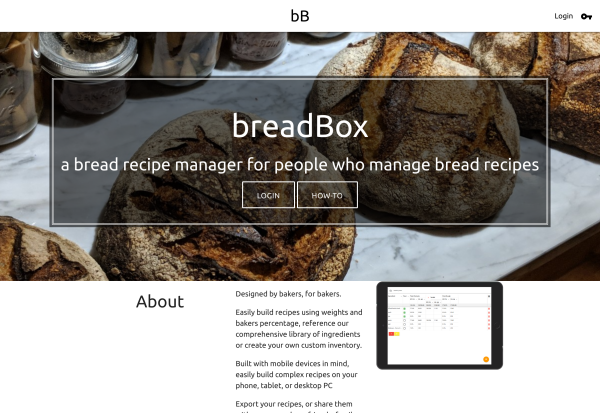 bB
Login
breadBox
a bread recipe manager for people who manage bread recipes
LOGIN
HOW-TO
About
Designed by bakers, for bakers.
Easily build recipes using weights and
bakers percentage, reference our
comprehensive library of ingredients
or create your own custom inventory.
Built with mobile devices in mind,
easily build complex recipes on your
phone, tablet, or desktop PC
Export your recipes, or share them